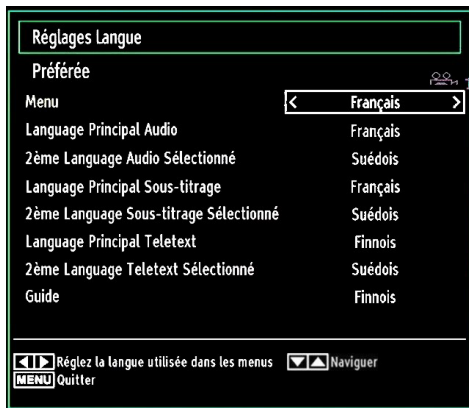 Réglages Langue
Préférée
Menu < Français >
Language Principal Audio Français
2ème Language Audio Sélectionné Suédois
Language Principal Sous-titrage Français
2ème Language Sous-titrage Sélectionné Suédois
Language Principal Teletext Finnois
2ème Language Teletext Sélectionné Suédois
Guide Finnois
Réglez la langue utilisée dans les menus Naviguer
MENU Quitter